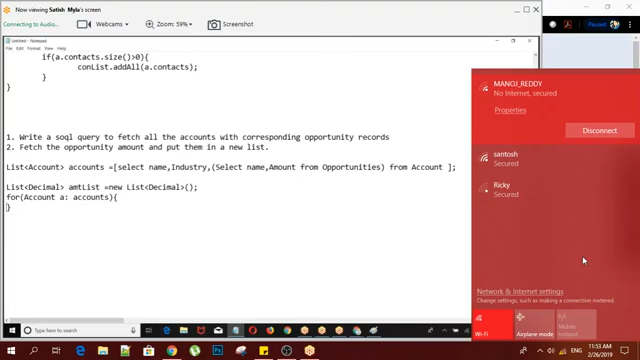 Now viewing Satish Myla's screen
Connecting to Audio...
Webcams
Zoom: 59%
Screenshot
Paused
Untitled - Notepad
File Edit Format View Help
if(a.contacts.size()>0){
conList.addAll(a.contacts);
}
}
1. Write a soql query to fetch all the accounts with corresponding opportunity records
2. Fetch the opportunity amount and put them in a new list.
List<Account> accounts =[select name,Industry,(Select name,Amount from Opportunities) from Account ];
List<Decimal> amtList =new List<Decimal>();
for(Account a: accounts){
}
MANOJ_REDDY
No Internet, secured
Properties
Disconnect
santosh
Secured
Ricky
Secured
Network & Internet settings
Change settings, such as making a connection metered.
Wi-Fi
Airplane mode
Mobile hotspot
Type here to search
Type here to search
ENG
11:53 AM
2/26/2019